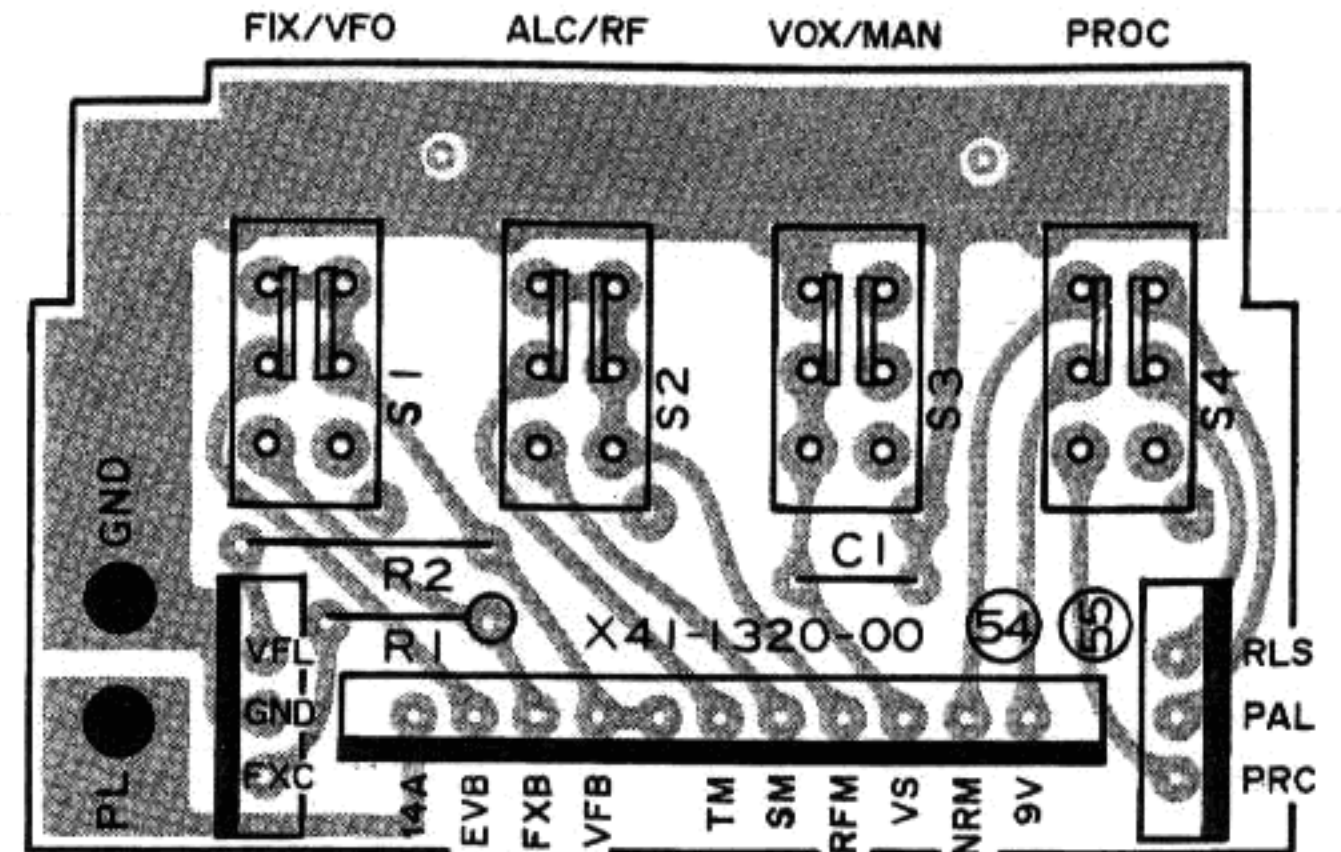 FIX/VFO ALC/RF VOX/MAN PROC
S1 S2 S3 S4
GND
R2 C1
R1 X41-1320-00 54 55
VFL
GND
FXC
PL
14A EVB FXB VFB TM SM RFM VS NRM 9V
RLS
PAL
PRC